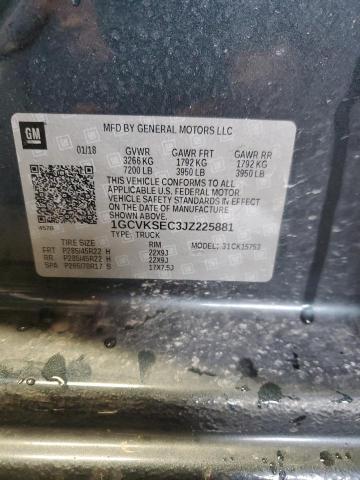 GM
MFD BY GENERAL MOTORS LLC
01/18 GVWR GAWR FRT GAWR RR
3266 KG 1792 KG 1792 KG
7200 LB 3950 LB 3950 LB
THIS VEHICLE CONFORMS TO ALL
APPLICABLE U.S. FEDERAL MOTOR
VEHICLE SAFETY STANDARDS IN EFFECT ON THE
DATE OF MANUFACTURE SHOWN ABOVE.
1GCVKSEC3JZ225881
457B TYPE: TRUCK
TIRE SIZE RIM MODEL: 31CK15753
FRT P285/45R22 H 22X9J
RR P285/45R22 H 22X9J
SPA P265/70R17 S 17X7.5J